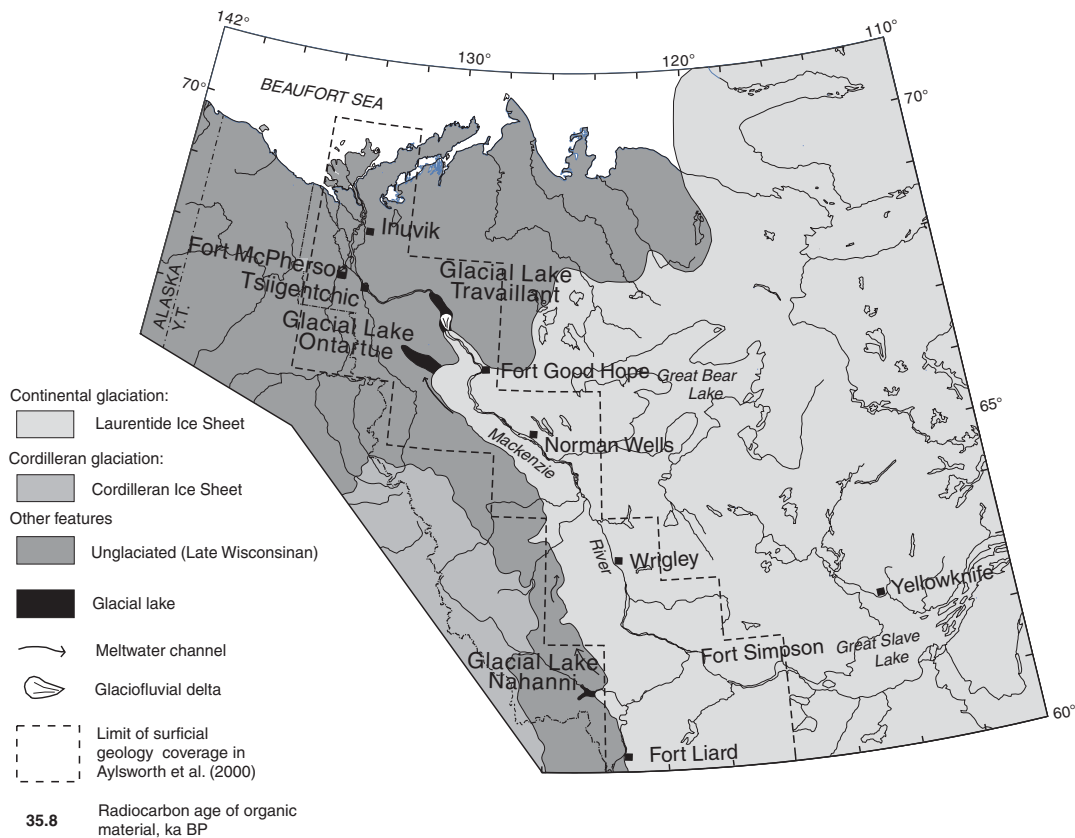 142°
110°
130°
120°
70°
70°
BEAUFORT SEA
Inuvik
Fort McPherson
Tsiigehtchic
ALASKA
Y.T.
Glacial Lake
Travaillant
Glacial Lake
Ontartue
Fort Good Hope
Great Bear
Lake
65°
Norman Wells
Mackenzie
River
Wrigley
Yellowknife
Fort Simpson
Great Slave
Lake
Glacial Lake
Nahanni
60°
Fort Liard
Continental glaciation:
Laurentide Ice Sheet
Cordilleran glaciation:
Cordilleran Ice Sheet
Other features
Unglaciated (Late Wisconsinan)
Glacial lake
Meltwater channel
Glaciofluvial delta
Limit of surficial
geology coverage in
Aylsworth et al. (2000)
35.8 Radiocarbon age of organic
material, ka BP